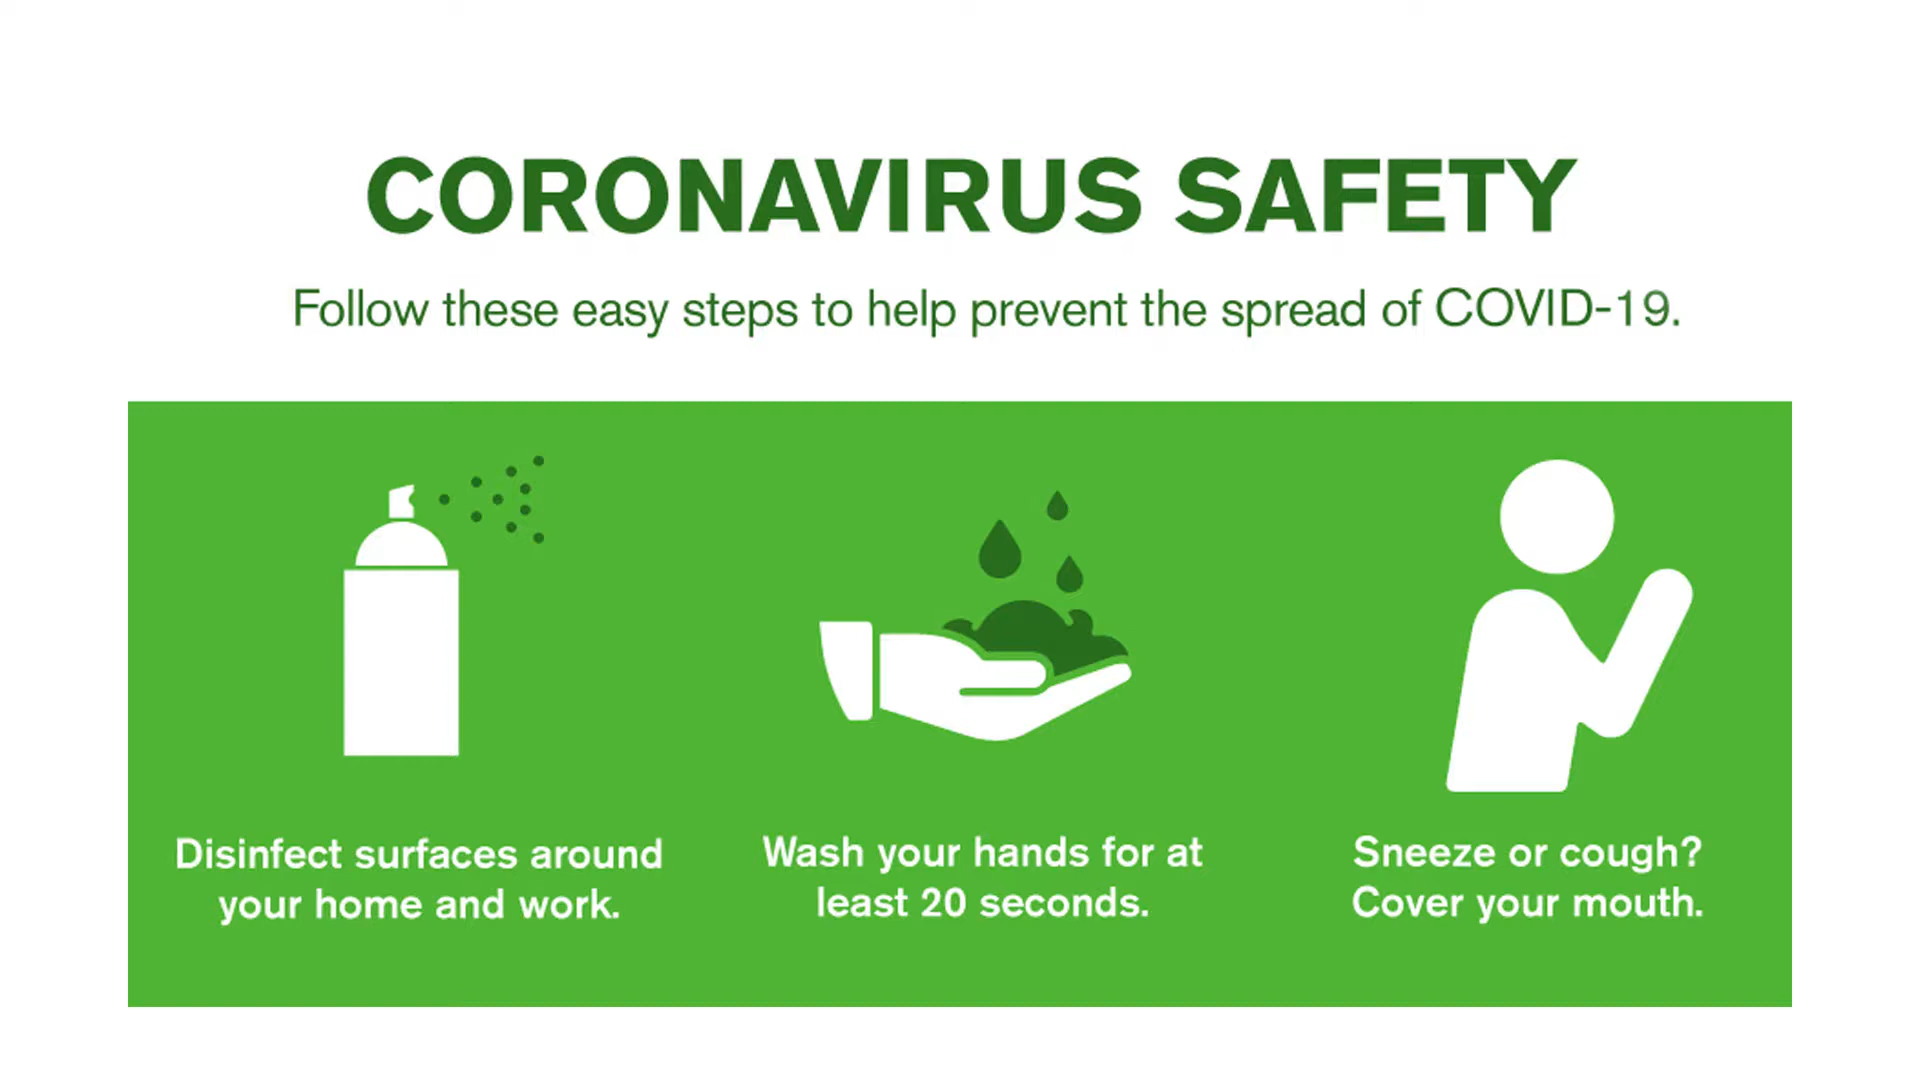 CORONAVIRUS SAFETY
Follow these easy steps to help prevent the spread of COVID-19.
Disinfect surfaces around
your home and work.
Wash your hands for at
least 20 seconds.
Sneeze or cough?
Cover your mouth.